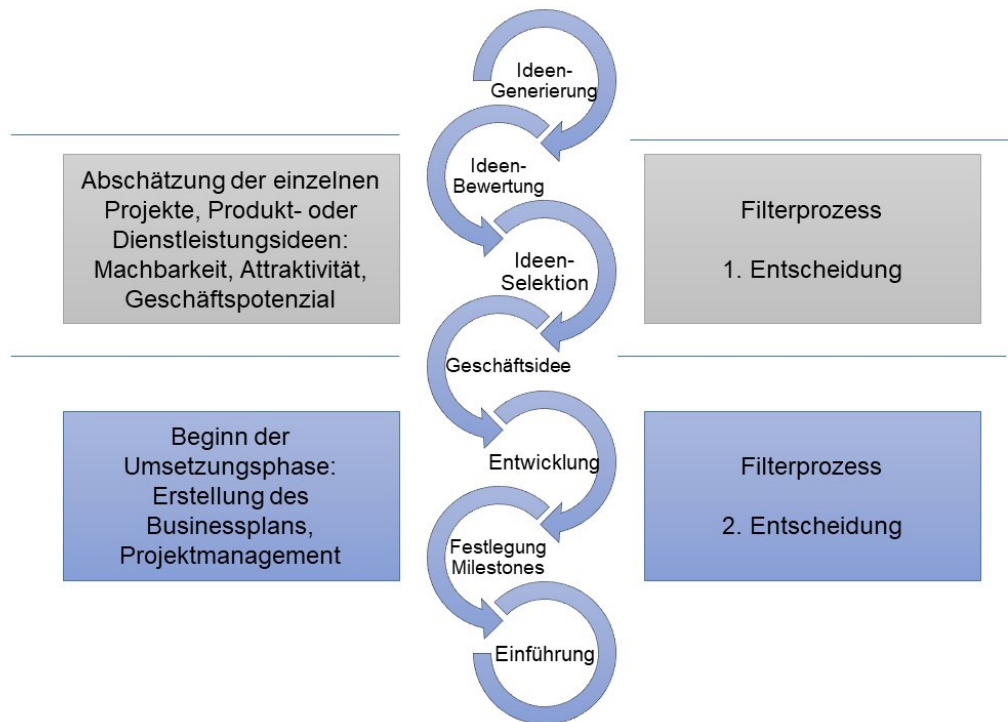 Ideen-
Generierung
Abschätzung der einzelnen
Projekte, Produkt- oder
Dienstleistungsideen:
Machbarkeit, Attraktivität,
Geschäftspotenzial
Ideen-
Bewertung
Ideen-
Selektion
Filterprozess
1. Entscheidung
Geschäftsidee
Beginn der
Umsetzungsphase:
Erstellung des
Businessplans,
Projektmanagement
Entwicklung
Festlegung
Milestones
Filterprozess
2. Entscheidung
Einführung